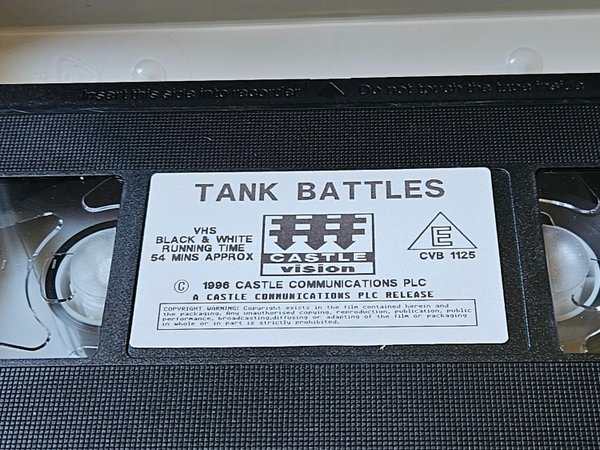 Insert this side into recorder
Do not touch the tape inside
TANK BATTLES
VHS
BLACK & WHITE
RUNNING TIME
54 MINS APPROX
CASTLE
vision
E
CVB 1125
© 1996 CASTLE COMMUNICATIONS PLC
A CASTLE COMMUNICATIONS PLC RELEASE
COPYRIGHT WARNING: Copyright exists in the film contained herein and
the packaging. Any unauthorised copying, reproduction, publication, public
performance, broadcasting,diffusing or adapting of the film or packaging
in whole or in part is strictly prohibited.